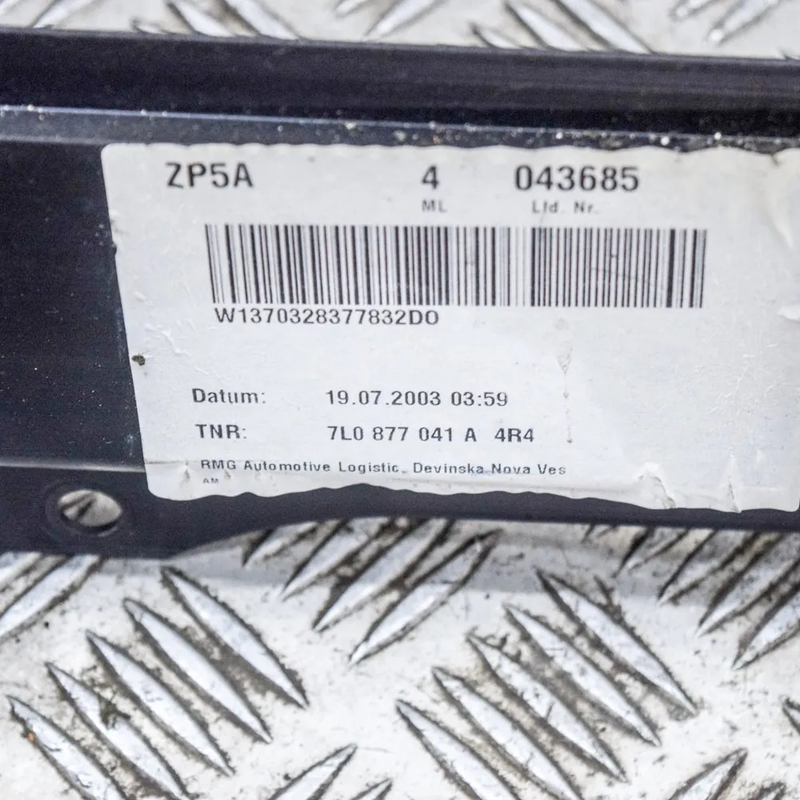 ZP5A 4 043685
ML Lfd. Nr.
W1370328377832D0
Datum: 19.07.2003 03:59
TNR: 7L0 877 041 A 4R4
RMG Automotive Logistic, Devinska Nova Ves
AM